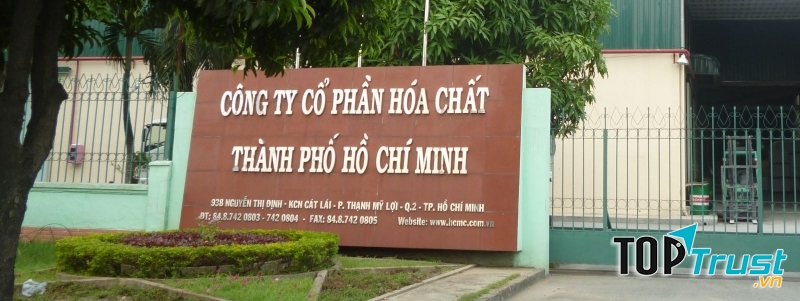 CÔNG TY CỔ PHẦN HÓA CHẤT
THÀNH PHỐ HỒ CHÍ MINH
938 NGUYỄN THỊ ĐỊNH - KCN CÁT LÁI - P. THẠNH MỸ LỢI - Q.2 - TP. HỒ CHÍ MINH
ĐT: 84.8.742 0803 - 742 0804 - FAX: 84.8.742 0805 Website: www.hcmc.com.vn
TOPTrust
.vn